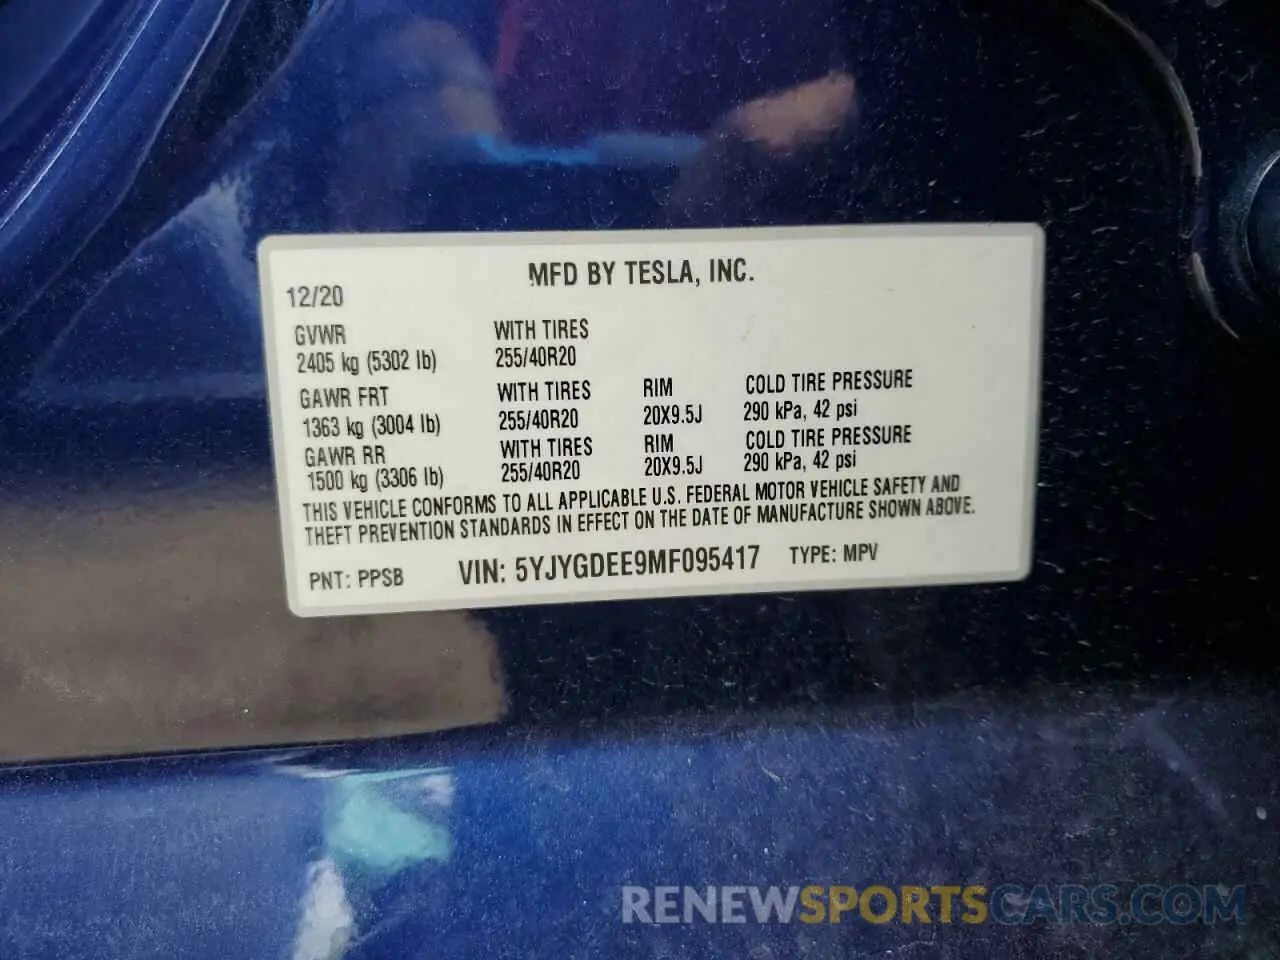 MFD BY TESLA, INC.
12/20
GVWR WITH TIRES
2405 kg (5302 lb) 255/40R20
GAWR FRT WITH TIRES RIM COLD TIRE PRESSURE
1363 kg (3004 lb) 255/40R20 20X9.5J 290 kPa, 42 psi
GAWR RR WITH TIRES RIM COLD TIRE PRESSURE
1500 kg (3306 lb) 255/40R20 20X9.5J 290 kPa, 42 psi
THIS VEHICLE CONFORMS TO ALL APPLICABLE U.S. FEDERAL MOTOR VEHICLE SAFETY AND
THEFT PREVENTION STANDARDS IN EFFECT ON THE DATE OF MANUFACTURE SHOWN ABOVE.
PNT: PPSB VIN: 5YJYGDEE9MF095417 TYPE: MPV
RENEWSPORTSCARS.COM